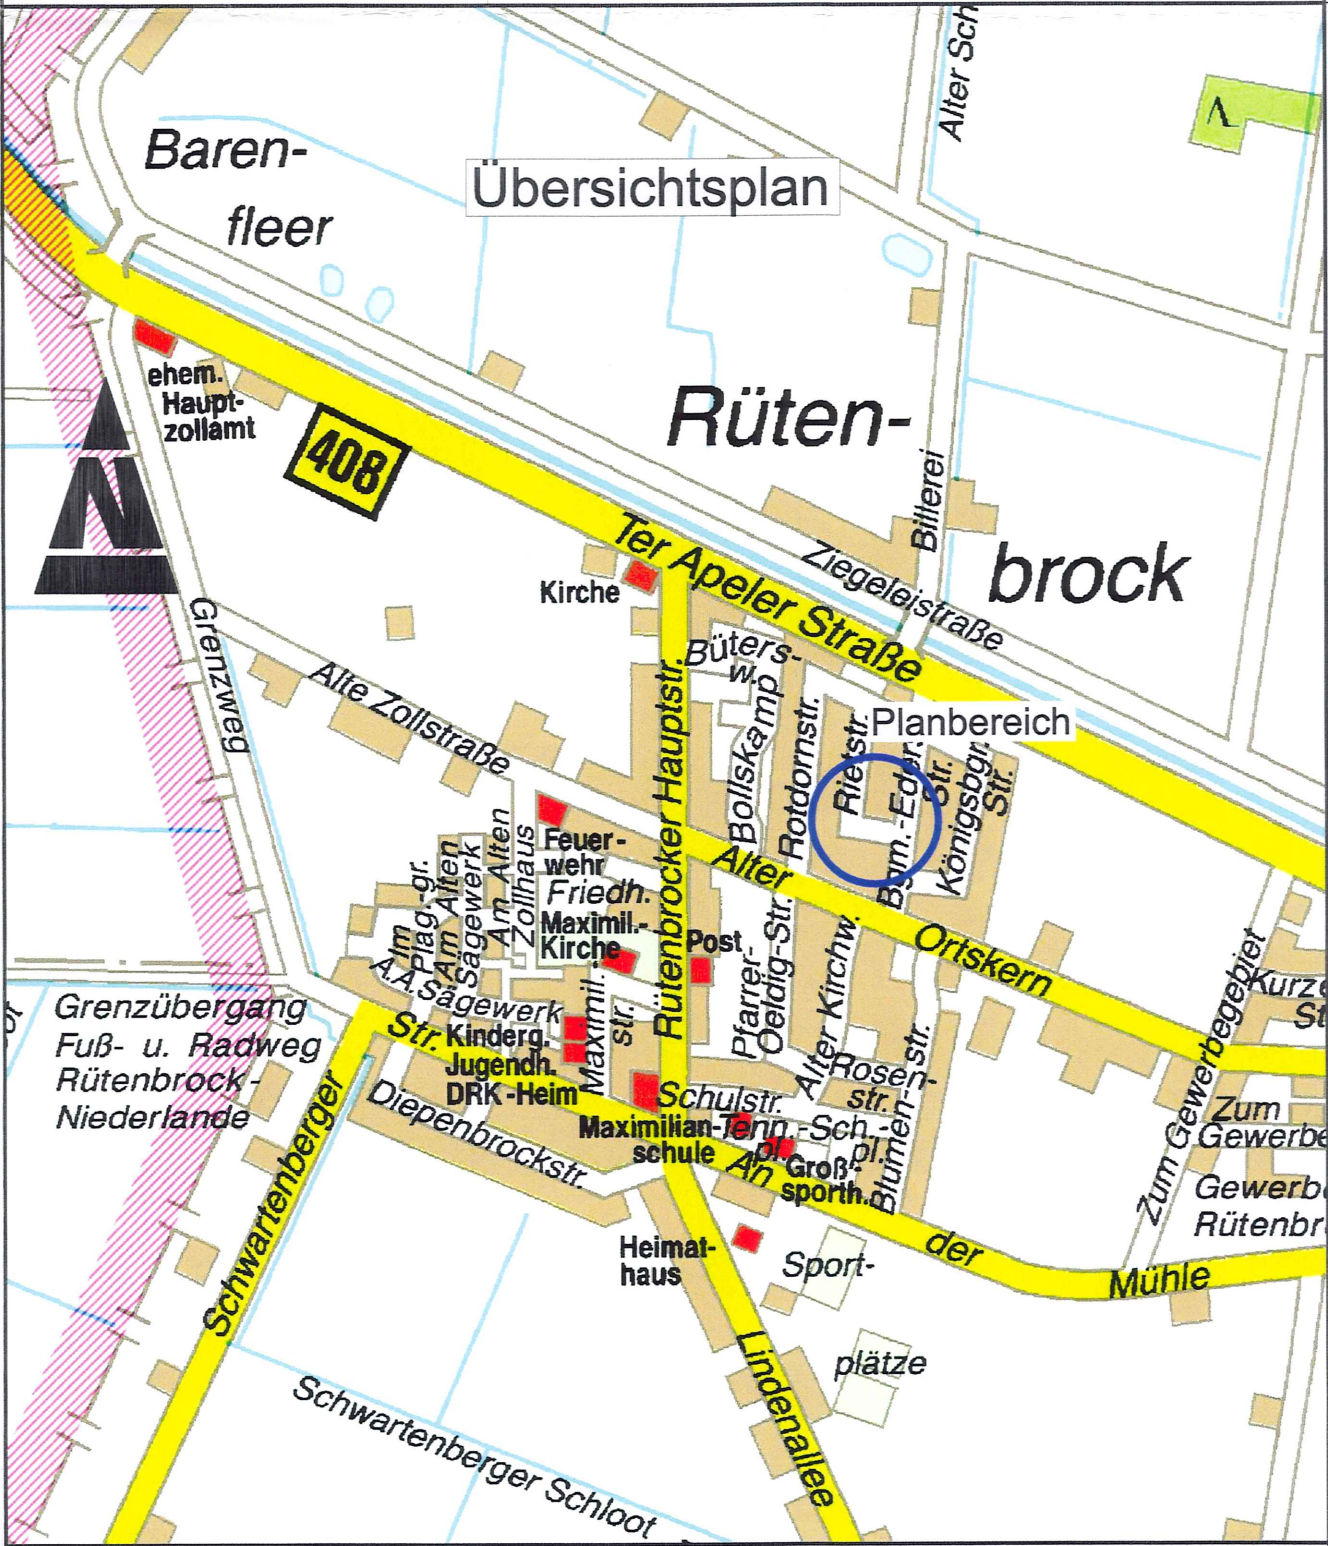 Alter Sch
Baren-
fleer
Übersichtsplan
ehem.
Haupt-
zollamt
408
Rüten-
brock
Billerei
N
Ter Apeler Straße
Ziegeleistraße
Kirche
Grenzweg
Alte Zollstraße
Büters-
w.
Rütenbrocker Hauptstr.
Bollskamp
Rotdornstr.
Rietstr.
Planbereich
Bgm.-Eder.
Str.
Königsbgr.
Str.
Feuer-
wehr
Friedh.
Maximil.-
Kirche
Alter
Ortskern
Im
Plag.-gr.
Am Alten
Sägewerk
Am Alten
Zollhaus
A.A.Sägewerk
Post
Pfarrer-
Oeldig-Str.
Alter Kirchw.
Grenzübergang
Fuß- u. Radweg
Rütenbrock-
Niederlande
Str.
Kinderg.
Jugendh.
DRK-Heim
Maximil.-
str.
Rosen-
str.
Blumen-str.
Schulstr.
Maximilian-
schule
Tenn.-Sch.-
pl.
pl.
Groß-
sporth.
Diepenbrockstr.
An
der
Mühle
Zum Gewerbegebiet
Kurze
St
Zum
Gewerbe
Gewerb
Rütenbr
Schwartenberger
Heimat-
haus
Sport-
plätze
Lindenallee
Schwartenberger Schloot